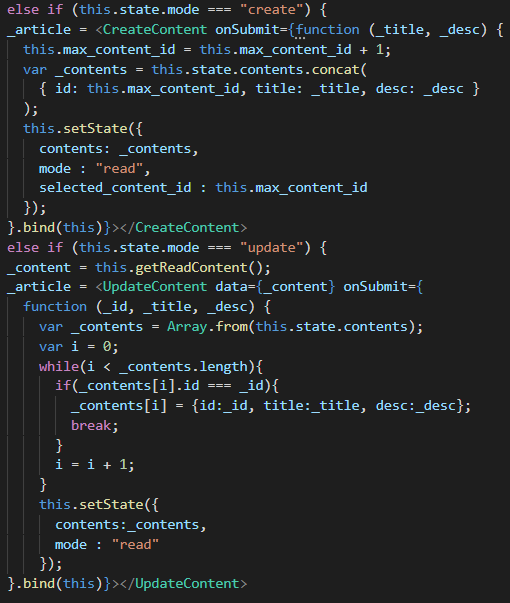 else if (this.state.mode === "create") {
_article = <CreateContent onSubmit={function (_title, _desc) {
  this.max_content_id = this.max_content_id + 1;
  var _contents = this.state.contents.concat(
    { id: this.max_content_id, title: _title, desc: _desc }
  );
  this.setState({
    contents: _contents,
    mode : "read",
    selected_content_id : this.max_content_id
  });
}.bind(this)}></CreateContent>
else if (this.state.mode === "update") {
_content = this.getReadContent();
_article = <UpdateContent data={_content} onSubmit={
  function (_id, _title, _desc) {
    var _contents = Array.from(this.state.contents);
    var i = 0;
    while(i < _contents.length){
      if(_contents[i].id === _id){
        _contents[i] = {id:_id, title:_title, desc:_desc};
        break;
      }
      i = i + 1;
    }
    this.setState({
      contents:_contents,
      mode : "read"
    });
}.bind(this)}></UpdateContent>